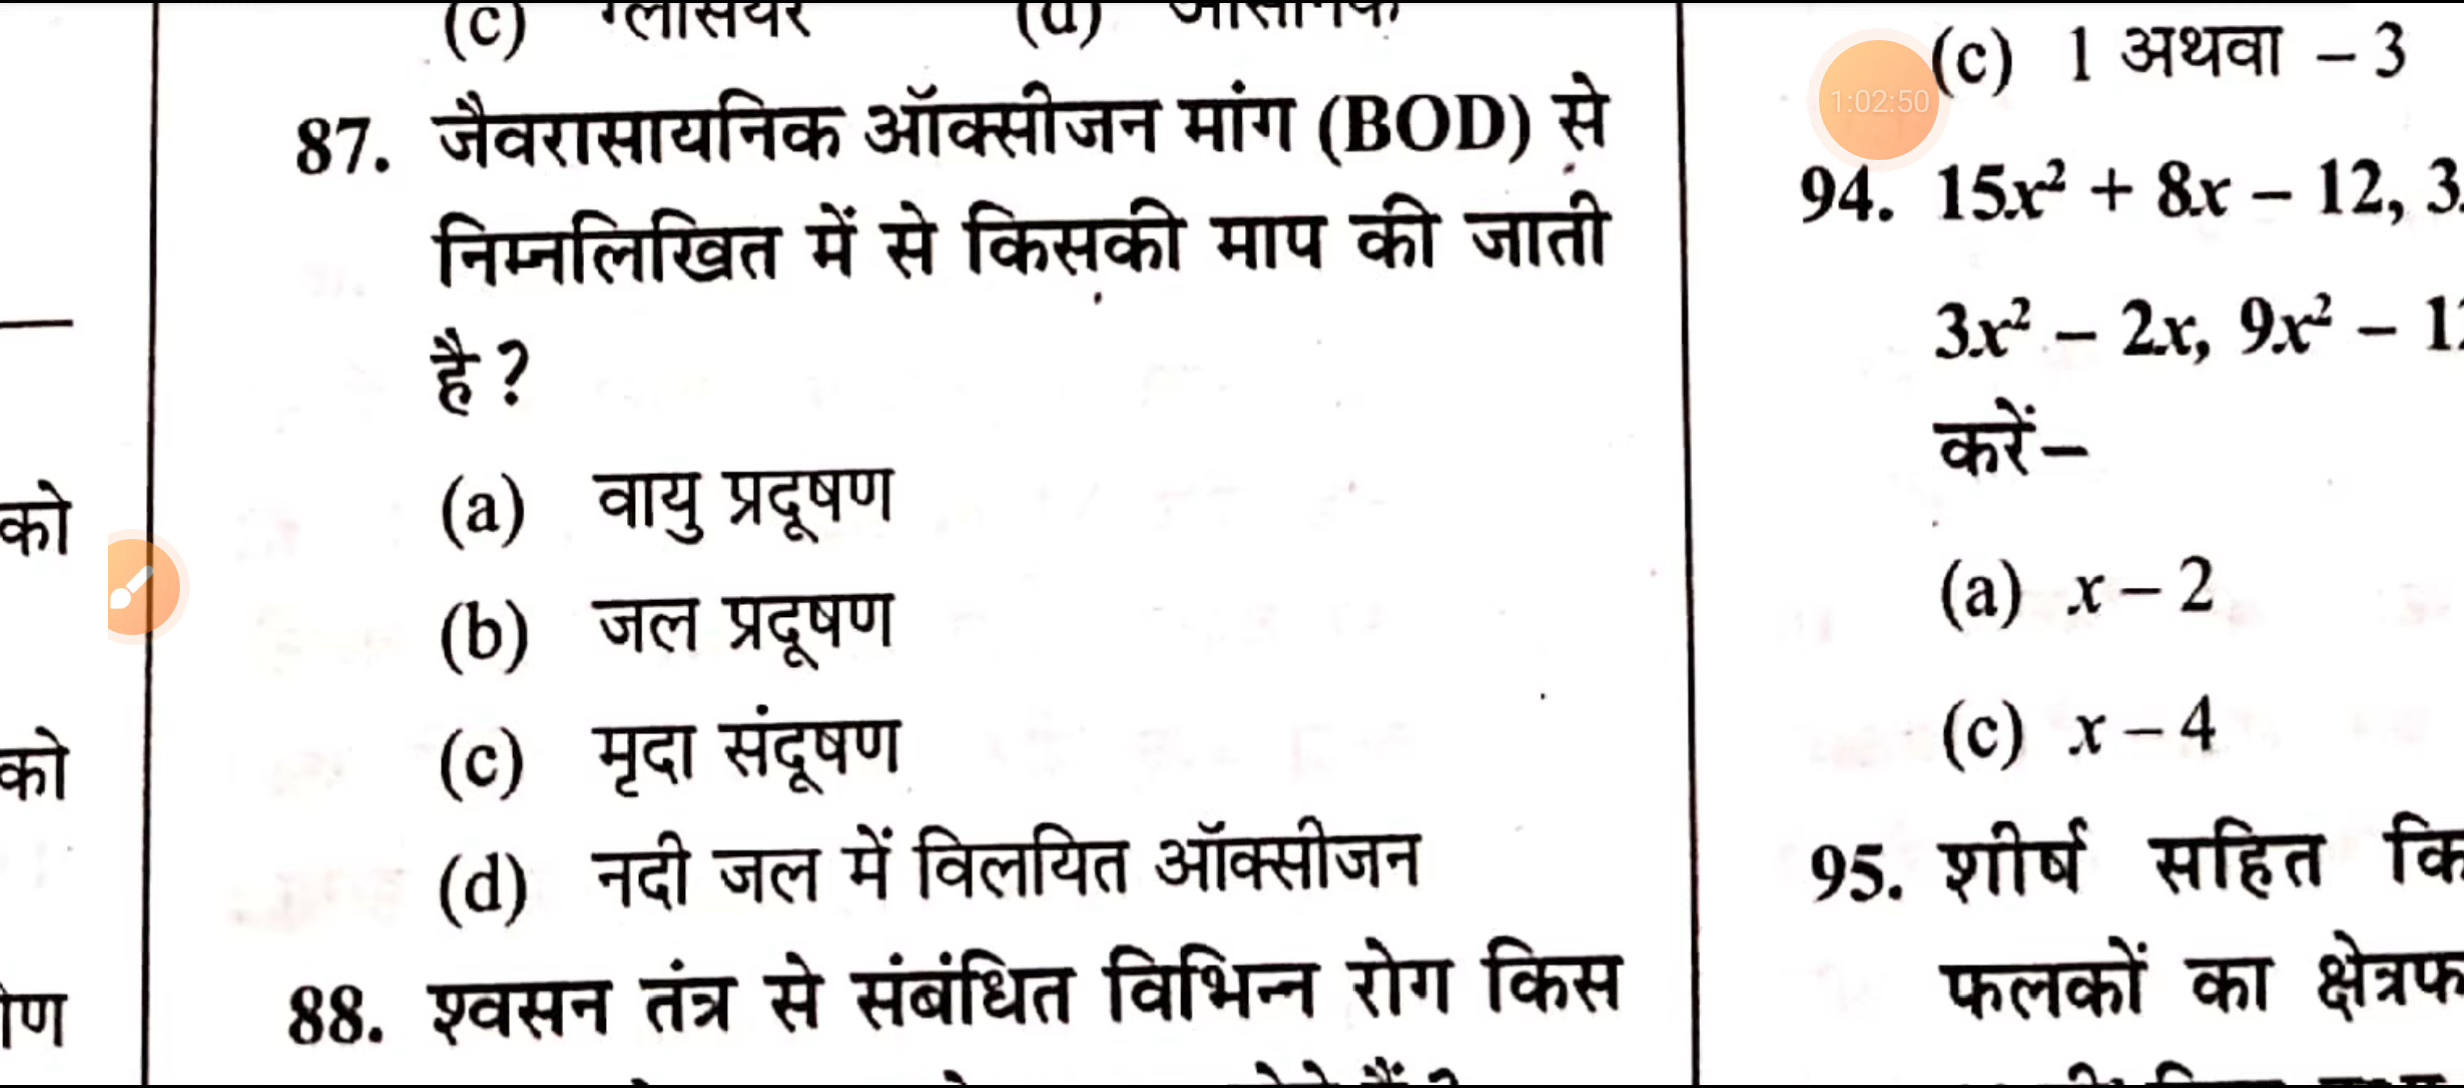 (c)
87. जैवरासायनिक ऑक्सीजन मांग (BOD) से
निम्नलिखित में से किसकी माप की जाती
है ?
(a) वायु प्रदूषण
(b) जल प्रदूषण
(c) मृदा संदूषण
(d) नदी जल में विलयित ऑक्सीजन
88. श्वसन तंत्र से संबंधित विभिन्न रोग किस
को
को
(c) 1 अथवा – 3
1:02:50
94. 15x² + 8x – 12, 3
3x² – 2x, 9x² – 1
करें–
(a) x – 2
(c) x – 4
95. शीर्ष सहित
फलकों का